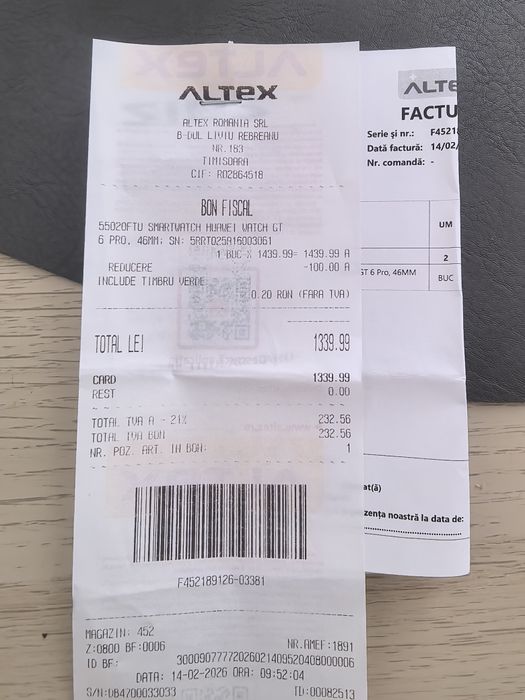 ALTEX
ALTEX ROMANIA SRL
B-DUL LIVIU REBREANU
NR.183
TIMISOARA
CIF: RO2864518
BON FISCAL
55020FTU SMARTWATCH HUAWEI WATCH GT
6 PRO, 46MM; SN: 5RRT025A16003061
1 BUC X 1439.99= 1439.99 A
REDUCERE -100.00 A
INCLUDE TIMBRU VERDE
0.20 RON (FARA TVA)
TOTAL LEI 1339.99
CARD 1339.99
REST 0.00
TOTAL TVA A - 21% 232.56
TOTAL TVA BON 232.56
NR. POZ. ART. IN BON: 1
F452189126-03381
MAGAZIN: 452
Z:0800 BF:0006 NR.AMEF:1891
ID BF: 3000907777202602140952040800006
DATA: 14-02-2026 ORA: 09:52:04
S/N:DB4700033033 ID:00082513
ALTE
FACTU
Serie și nr.: F4521
Dată factură: 14/02/
Nr. comandă: -
UM
2
GT 6 Pro, 46MM BUC
at(ă)
zența noastră la data de: